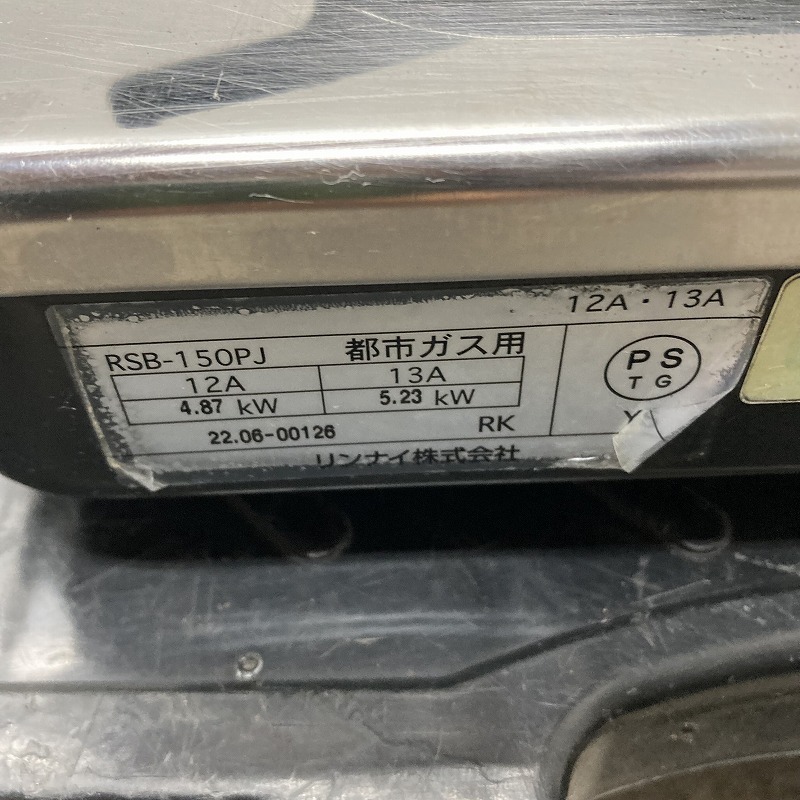 12A・13A
RSB-150PJ 都市ガス用
12A 13A
4.87 kW 5.23 kW
22.06-00126 RK
リンナイ株式会社
PS
TG